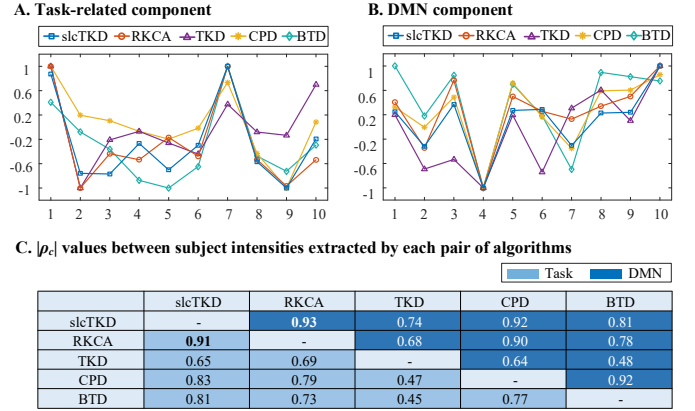 A. Task-related component
slcTKD RKCA TKD CPD BTD
1
0.6
0.2
-0.2
-0.6
-1
1 2 3 4 5 6 7 8 9 10
B. DMN component
slcTKD RKCA TKD CPD BTD
1
0.6
0.2
-0.2
-0.6
-1
1 2 3 4 5 6 7 8 9 10
C. |ρc| values between subject intensities extracted by each pair of algorithms
Task DMN
slcTKD RKCA TKD CPD BTD
slcTKD - 0.93 0.74 0.92 0.81
RKCA 0.91 - 0.68 0.90 0.78
TKD 0.65 0.69 - 0.64 0.48
CPD 0.83 0.79 0.47 - 0.92
BTD 0.81 0.73 0.45 0.77 -